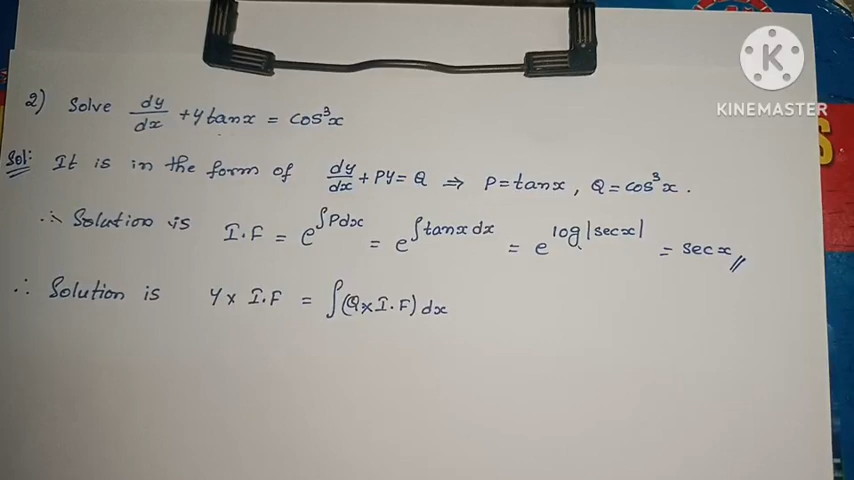 KINEMASTER
2) Solve dy/dx + y tanx = cos³x
Sol: It is in the form of dy/dx + Py = Q ⇒ P = tanx, Q = cos³x.
∴ Solution is I.F = e^∫Pdx = e^∫tanx dx = e^log|secx| = secx //
∴ Solution is y x I.F = ∫(Q x I.F) dx